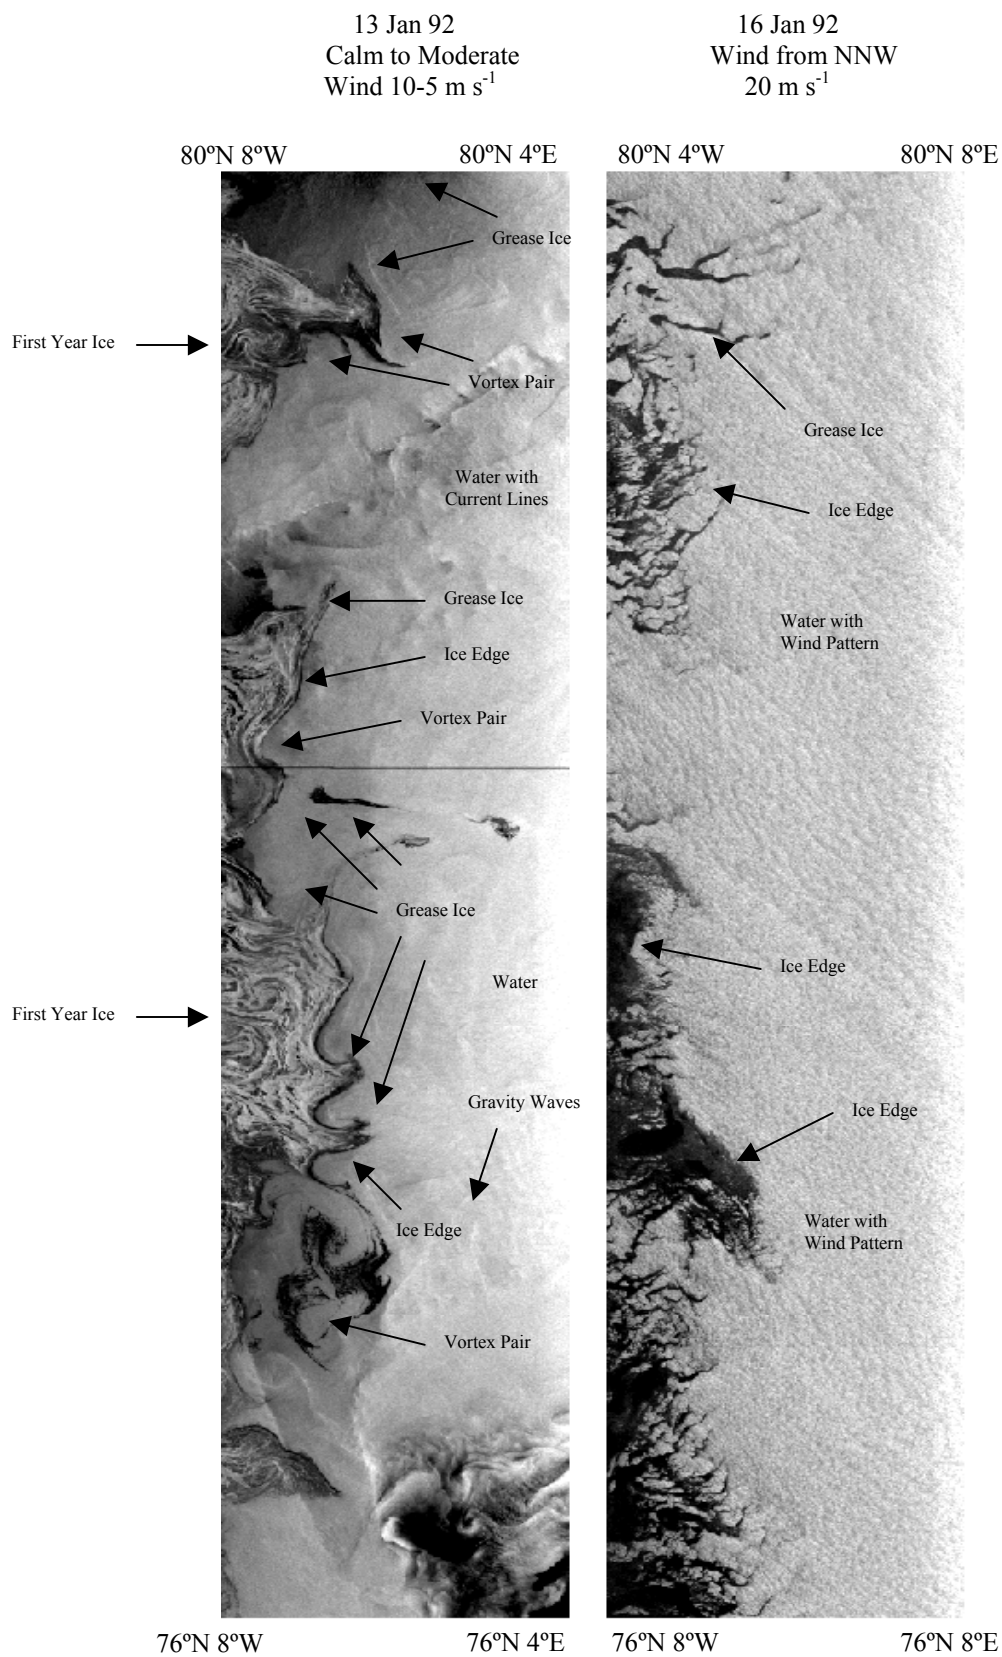 13 Jan 92
Calm to Moderate
Wind 10-5 m s-1
16 Jan 92
Wind from NNW
20 m s-1
80ºN 8ºW
80ºN 4ºE
80ºN 4ºW
80ºN 8ºE
Grease Ice
First Year Ice
Vortex Pair
Water with
Current Lines
Grease Ice
Ice Edge
Vortex Pair
Grease Ice
Water
First Year Ice
Gravity Waves
Ice Edge
Vortex Pair
Grease Ice
Ice Edge
Water with
Wind Pattern
Ice Edge
Ice Edge
Water with
Wind Pattern
76ºN 8ºW
76ºN 4ºE
76ºN 8ºW
76ºN 8ºE